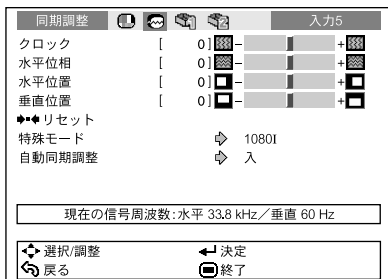 同期調整 入力5
クロック [ 0] − +
水平位相 [ 0] − +
水平位置 [ 0] − +
垂直位置 [ 0] − +
リセット
特殊モード 1080I
自動同期調整 入
現在の信号周波数:水平 33.8 kHz/垂直 60 Hz
選択/調整 決定
戻る 終了